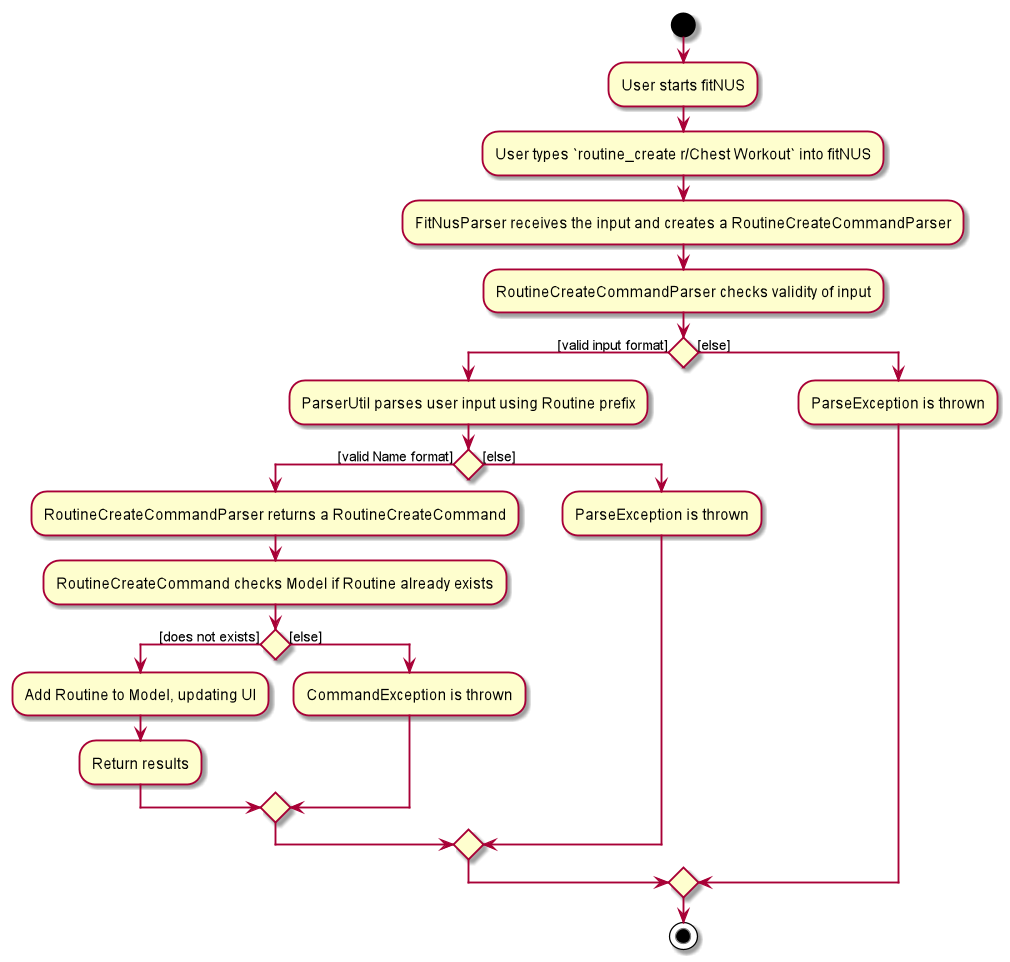 User starts fitNUS
User types `routine_create r/Chest Workout` into fitNUS
FitNusParser receives the input and creates a RoutineCreateCommandParser
RoutineCreateCommandParser checks validity of input
[valid input format]
[else]
ParserUtil parses user input using Routine prefix
ParseException is thrown
[valid Name format]
[else]
RoutineCreateCommandParser returns a RoutineCreateCommand
ParseException is thrown
RoutineCreateCommand checks Model if Routine already exists
[does not exists]
[else]
Add Routine to Model, updating UI
CommandException is thrown
Return results